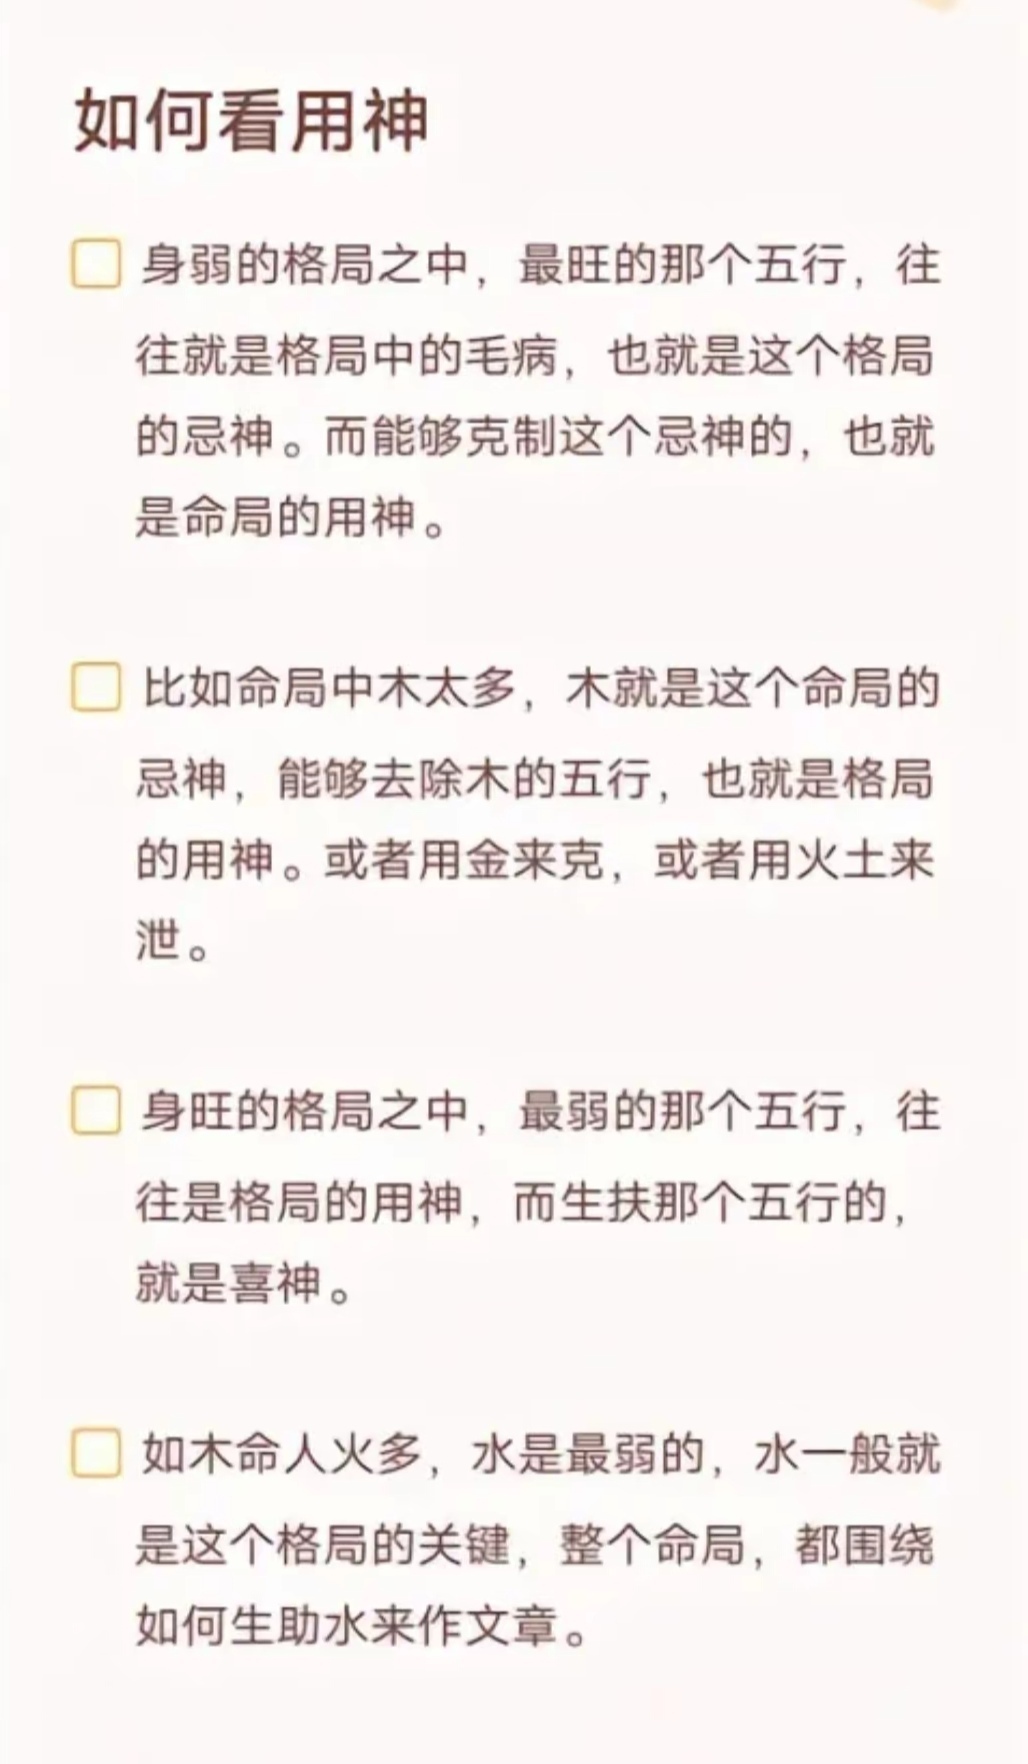 如何看用神
身弱的格局之中，最旺的那个五行，往
往就是格局中的毛病，也就是这个格局
的忌神。而能够克制这个忌神的，也就
是命局的用神。
比如命局中木太多，木就是这个命局的
忌神，能够去除木的五行，也就是格局
的用神。或者用金来克，或者用火土来
泄。
身旺的格局之中，最弱的那个五行，往
往是格局的用神，而生扶那个五行的，
就是喜神。
如木命人火多，水是最弱的，水一般就
是这个格局的关键，整个命局，都围绕
如何生助水来作文章。